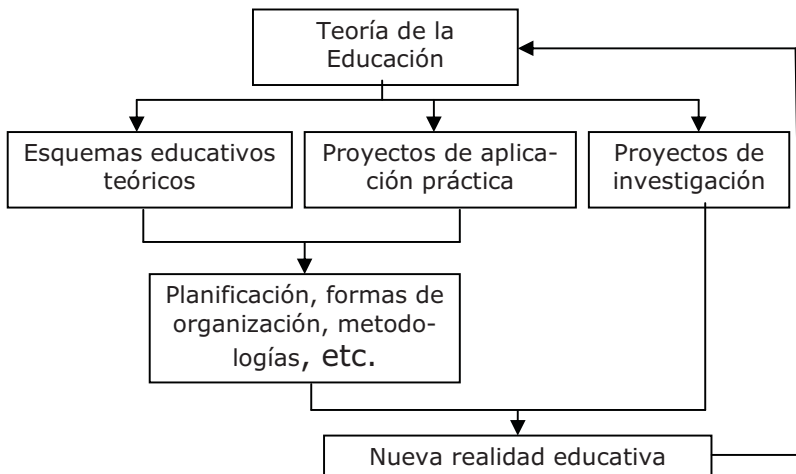 Teoría de la
Educación
Esquemas educativos
teóricos
Proyectos de aplica-
ción práctica
Proyectos de
investigación
Planificación, formas de
organización, metodo-
logías, etc.
Nueva realidad educativa